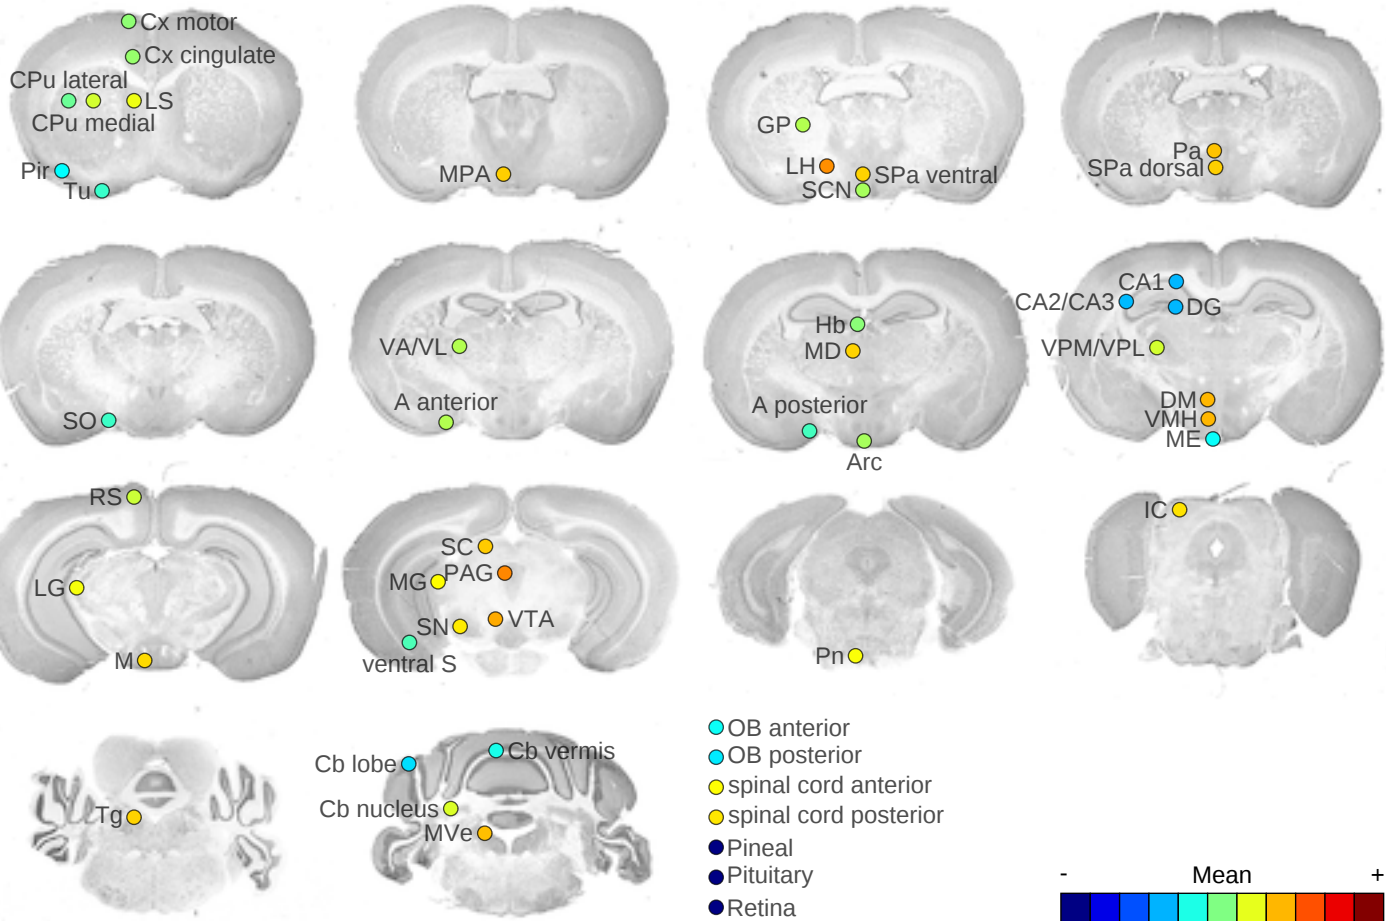 Cx motor
Cx cingulate
CPu lateral
LS
CPu medial
Pir
Tu
MPA
GP
LH
SPa ventral
SCN
Pa
SPa dorsal
SO
VA/VL
A anterior
Hb
MD
A posterior
Arc
CA1
CA2/CA3
DG
VPM/VPL
DM
VMH
ME
RS
LG
M
SC
PAG
MG
SN
VTA
ventral S
Pn
IC
Tg
Cb vermis
Cb lobe
Cb nucleus
MVe
OB anterior
OB posterior
spinal cord anterior
spinal cord posterior
Pineal
Pituitary
Retina
- Mean +